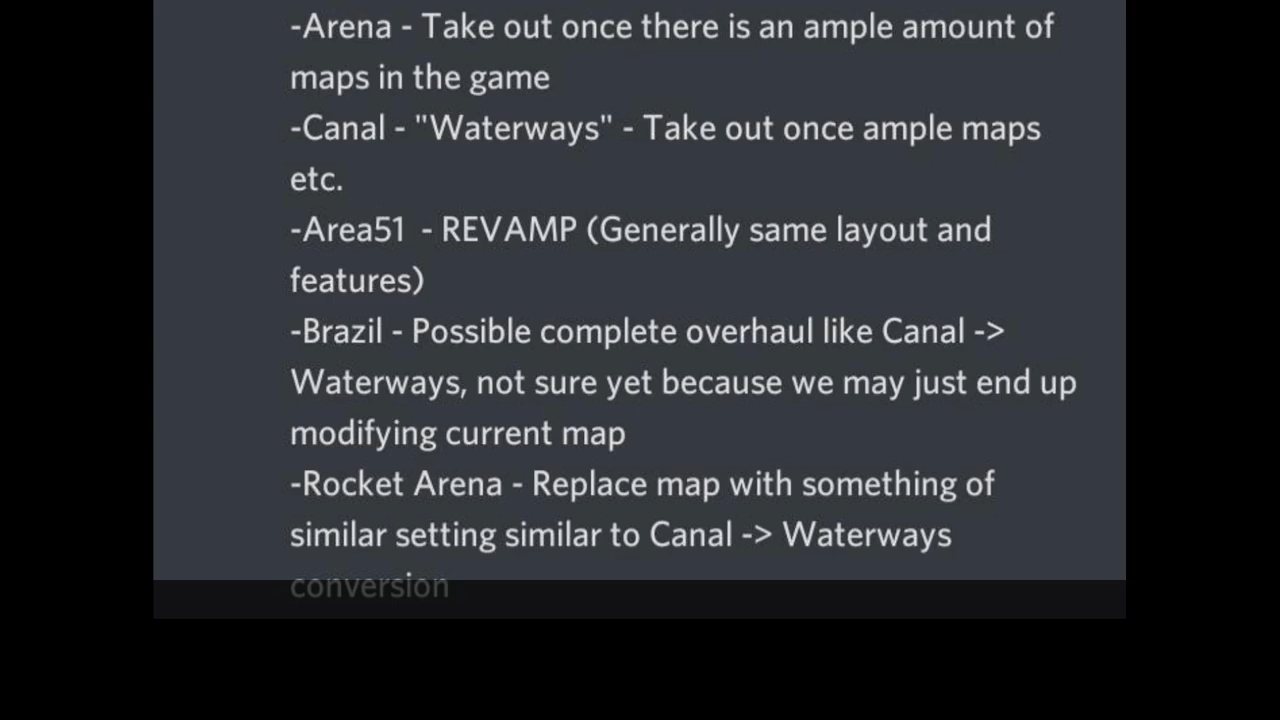 -Arena - Take out once there is an ample amount of
maps in the game
-Canal - "Waterways" - Take out once ample maps
etc.
-Area51  - REVAMP (Generally same layout and
features)
-Brazil - Possible complete overhaul like Canal ->
Waterways, not sure yet because we may just end up
modifying current map
-Rocket Arena - Replace map with something of
similar setting similar to Canal -> Waterways
conversion